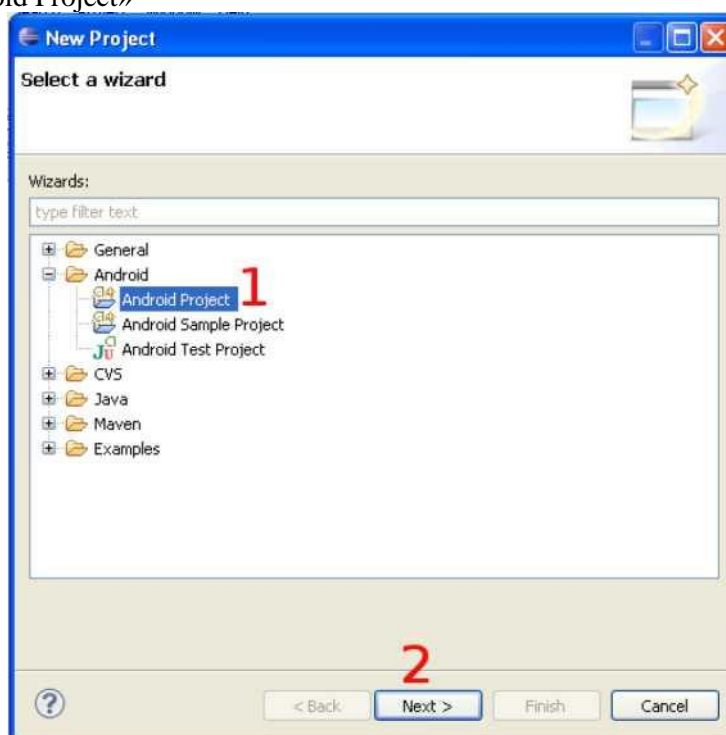 Project»
New Project
Select a wizard
Wizards:
type filter text
General
Android
Android Project 1
Android Sample Project
Android Test Project
CVS
Java
Maven
Examples
2
? < Back Next > Finish Cancel